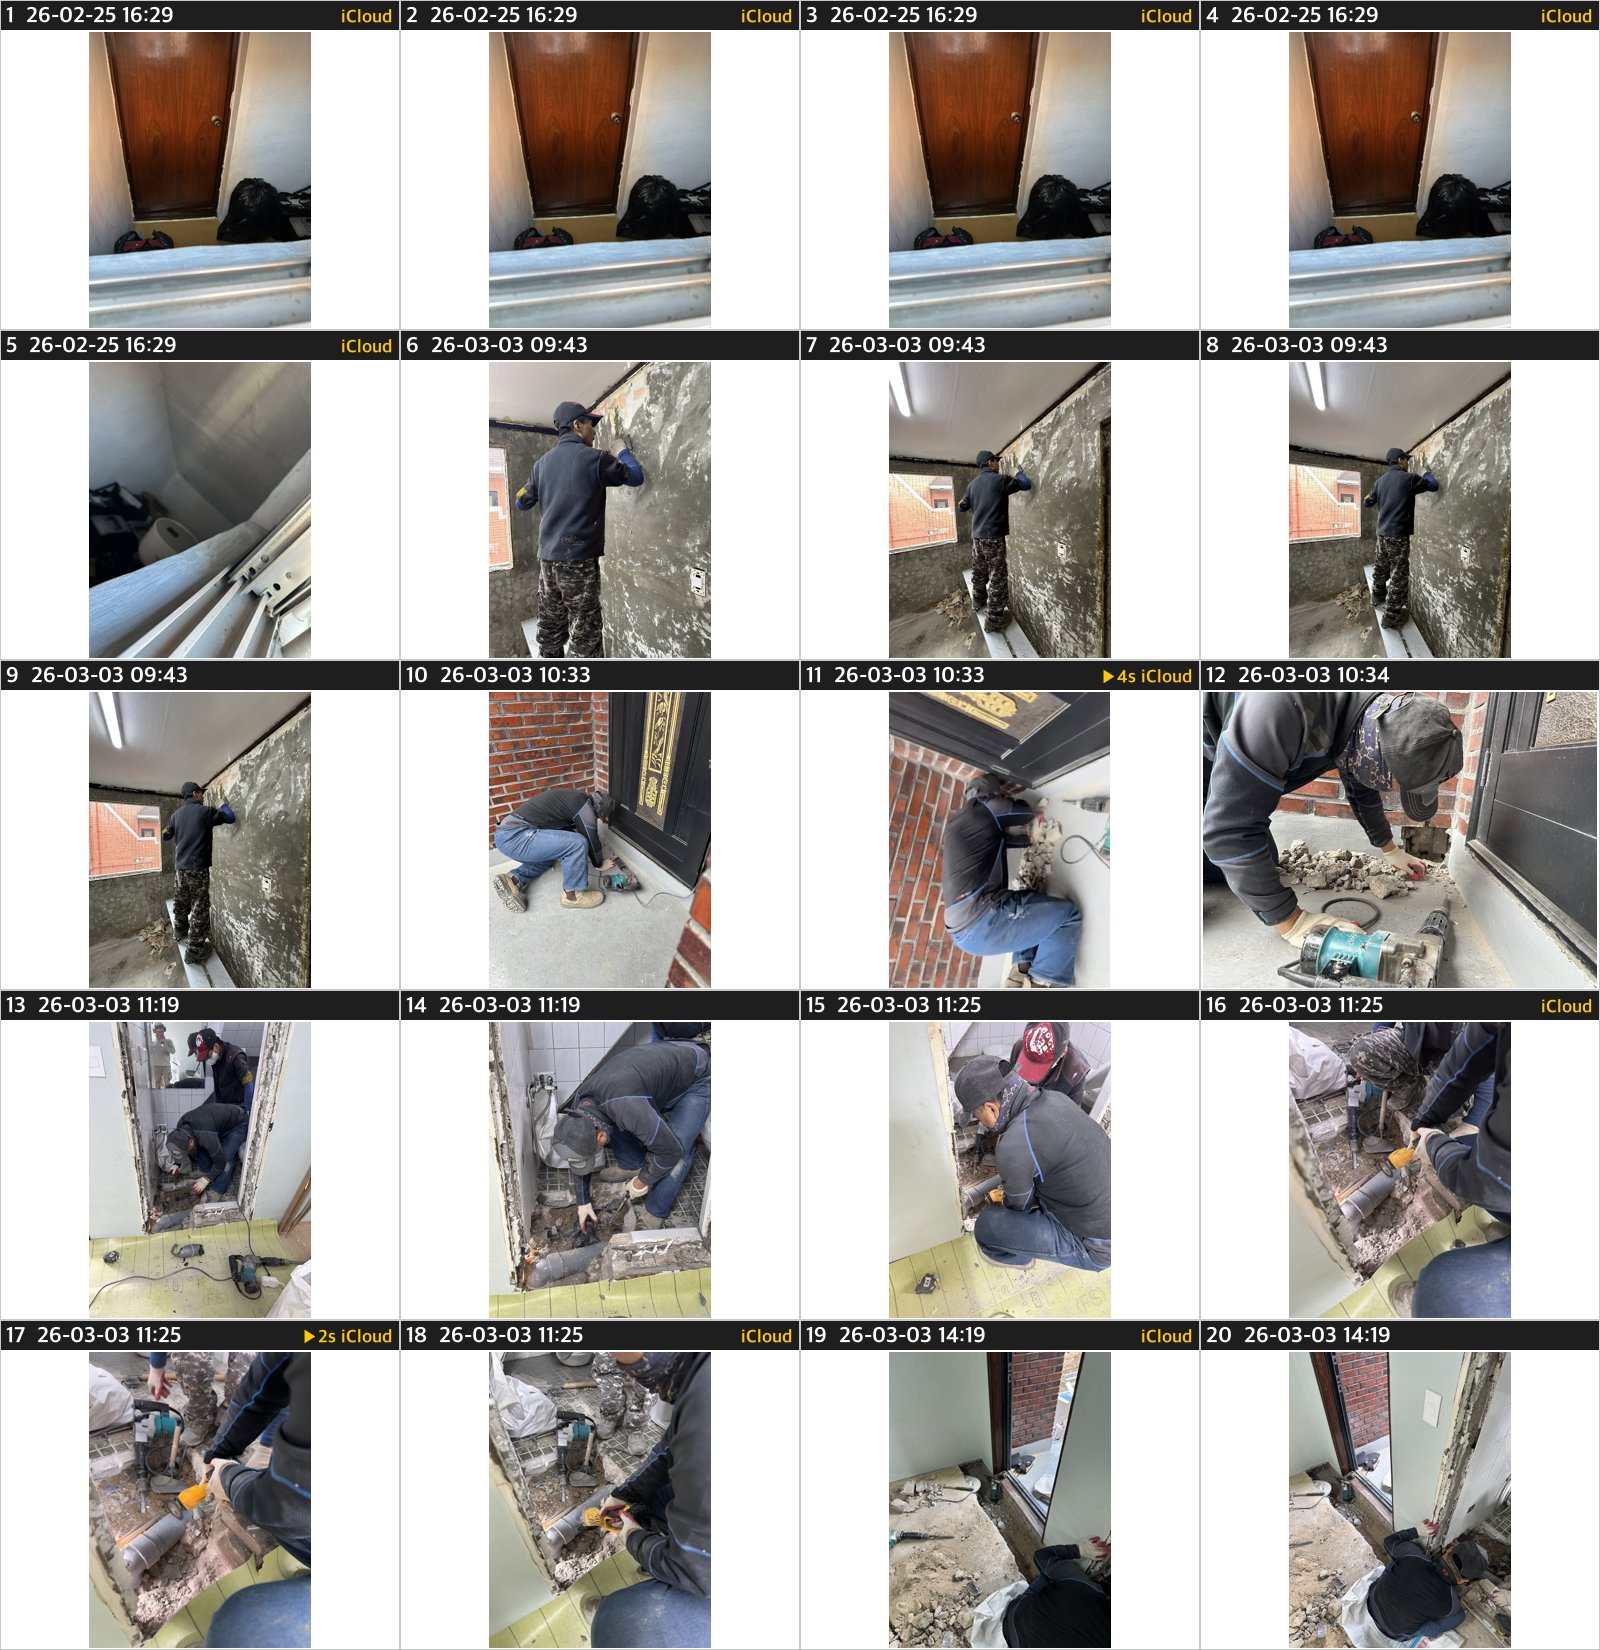 1 26-02-25 16:29 iCloud
2 26-02-25 16:29 iCloud
3 26-02-25 16:29 iCloud
4 26-02-25 16:29 iCloud
5 26-02-25 16:29 iCloud
6 26-03-03 09:43
7 26-03-03 09:43
8 26-03-03 09:43
9 26-03-03 09:43
10 26-03-03 10:33
11 26-03-03 10:33 ▶4s iCloud
12 26-03-03 10:34
13 26-03-03 11:19
14 26-03-03 11:19
15 26-03-03 11:25
16 26-03-03 11:25 iCloud
17 26-03-03 11:25 ▶2s iCloud
18 26-03-03 11:25 iCloud
19 26-03-03 14:19 iCloud
20 26-03-03 14:19